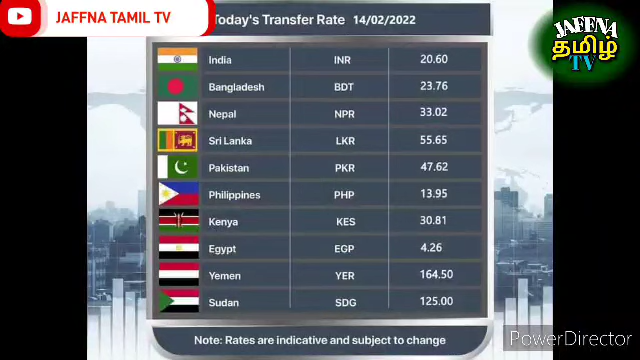 JAFFNA TAMIL TV
Today's Transfer Rate 14/02/2022
JAFFNA
தமிழ்
TV
India INR 20.60
Bangladesh BDT 23.76
Nepal NPR 33.02
Sri Lanka LKR 55.65
Pakistan PKR 47.62
Philippines PHP 13.95
Kenya KES 30.81
Egypt EGP 4.26
Yemen YER 164.50
Sudan SDG 125.00
Note: Rates are indicative and subject to change
PowerDirector